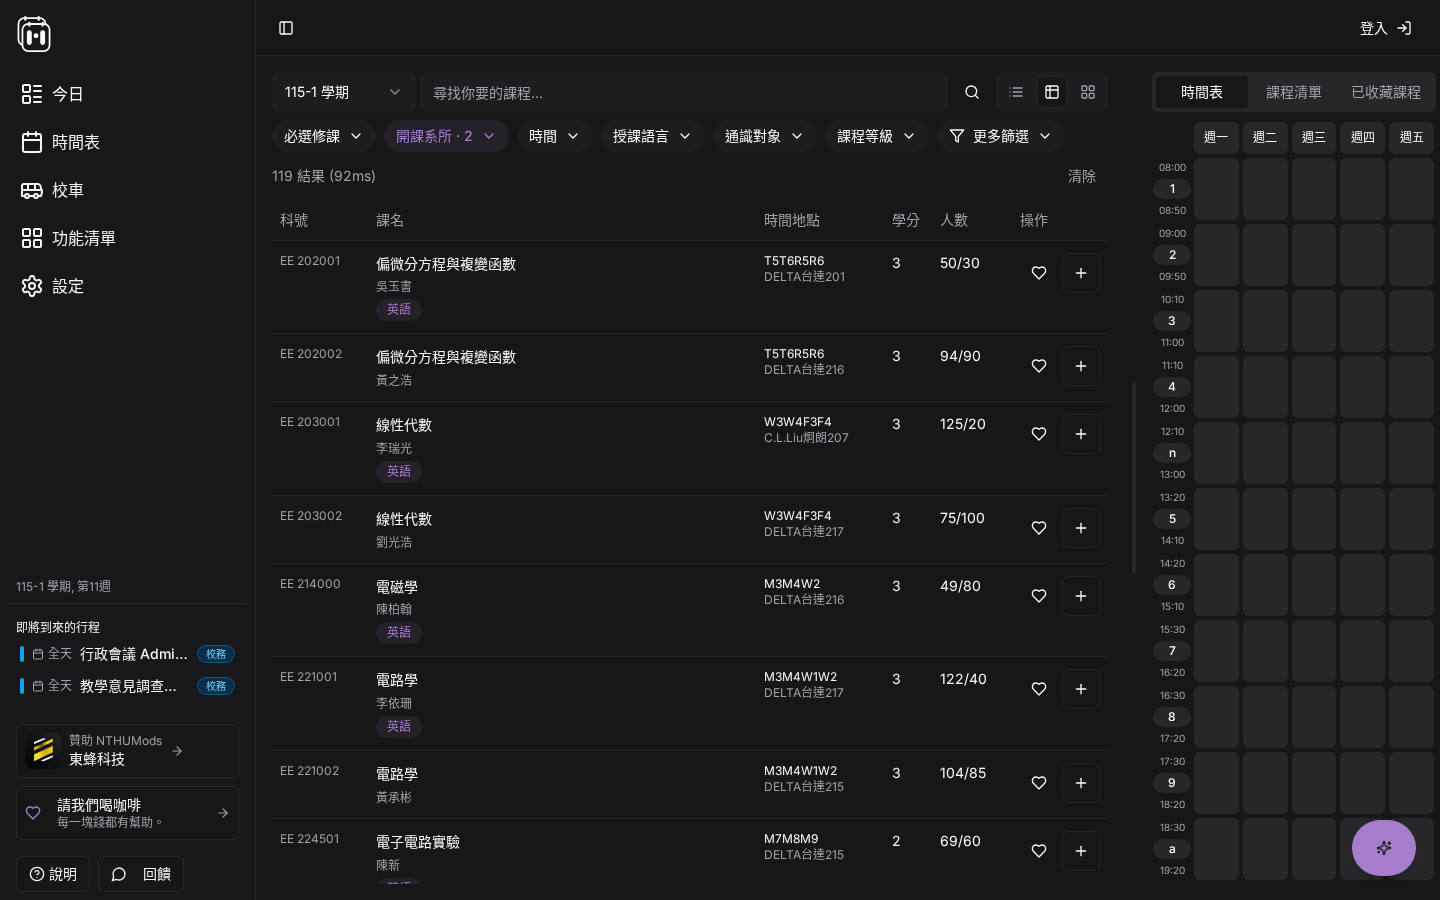 登入
今日
時間表
校車
功能清單
設定
115-1 學期, 第11週
即將到來的行程
全天 行政會議 Admi... 校務
全天 教學意見調查... 校務
贊助 NTHUMods
東蜂科技
請我們喝咖啡
每一塊錢都有幫助。
說明 回饋
115-1 學期 尋找你要的課程...
必選修課 開課系所 · 2 時間 授課語言 通識對象 課程等級 更多篩選
119 結果 (92ms) 清除
科號 課名 時間地點 學分 人數 操作
EE 202001 偏微分方程與複變函數 T5T6R5R6 3 50/30
吳玉書 DELTA台達201
英語
EE 202002 偏微分方程與複變函數 T5T6R5R6 3 94/90
黃之浩 DELTA台達216
EE 203001 線性代數 W3W4F3F4 3 125/20
李瑞光 C.L.Liu炯朗207
英語
EE 203002 線性代數 W3W4F3F4 3 75/100
劉光浩 DELTA台達217
EE 214000 電磁學 M3M4W2 3 49/80
陳柏翰 DELTA台達216
英語
EE 221001 電路學 M3M4W1W2 3 122/40
李依珊 DELTA台達217
英語
EE 221002 電路學 M3M4W1W2 3 104/85
黃承彬 DELTA台達215
EE 224501 電子電路實驗 M7M8M9 2 69/60
陳新 DELTA台達215
時間表 課程清單 已收藏課程
週一 週二 週三 週四 週五
08:00
1
08:50
09:00
2
09:50
10:10
3
11:00
11:10
4
12:00
12:10
n
13:00
13:20
5
14:10
14:20
6
15:10
15:30
7
16:20
16:30
8
17:20
17:30
9
18:20
18:30
a
19:20